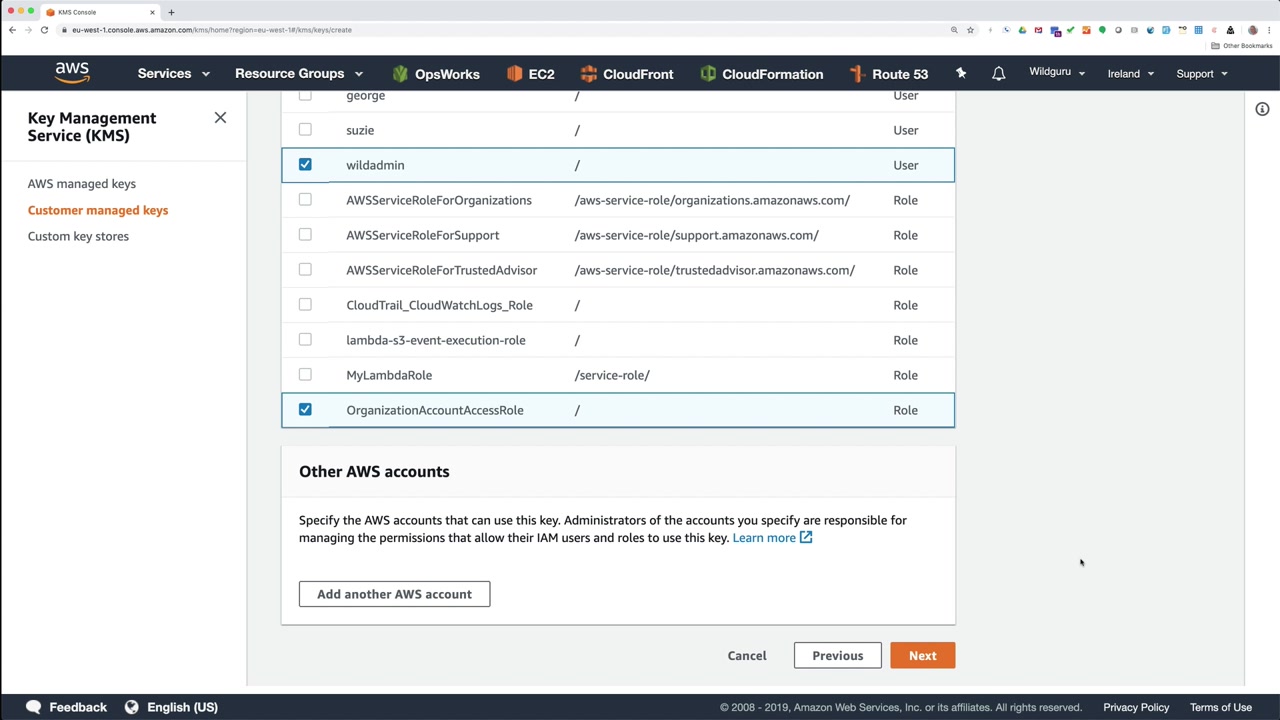 KMS Console
eu-west-1.console.aws.amazon.com/kms/home?region=eu-west-1#/kms/keys/create
Other Bookmarks
aws
Services
Resource Groups
OpsWorks
EC2
CloudFront
CloudFormation
Route 53
Wildguru
Ireland
Support
Key Management
Service (KMS)
AWS managed keys
Customer managed keys
Custom key stores
george / User
suzie / User
wildadmin / User
AWSServiceRoleForOrganizations /aws-service-role/organizations.amazonaws.com/ Role
AWSServiceRoleForSupport /aws-service-role/support.amazonaws.com/ Role
AWSServiceRoleForTrustedAdvisor /aws-service-role/trustedadvisor.amazonaws.com/ Role
CloudTrail_CloudWatchLogs_Role / Role
lambda-s3-event-execution-role / Role
MyLambdaRole /service-role/ Role
OrganizationAccountAccessRole / Role
Other AWS accounts
Specify the AWS accounts that can use this key. Administrators of the accounts you specify are responsible for
managing the permissions that allow their IAM users and roles to use this key. Learn more
Add another AWS account
Cancel
Previous
Next
Feedback
English (US)
© 2008 - 2019, Amazon Web Services, Inc. or its affiliates. All rights reserved.
Privacy Policy
Terms of Use